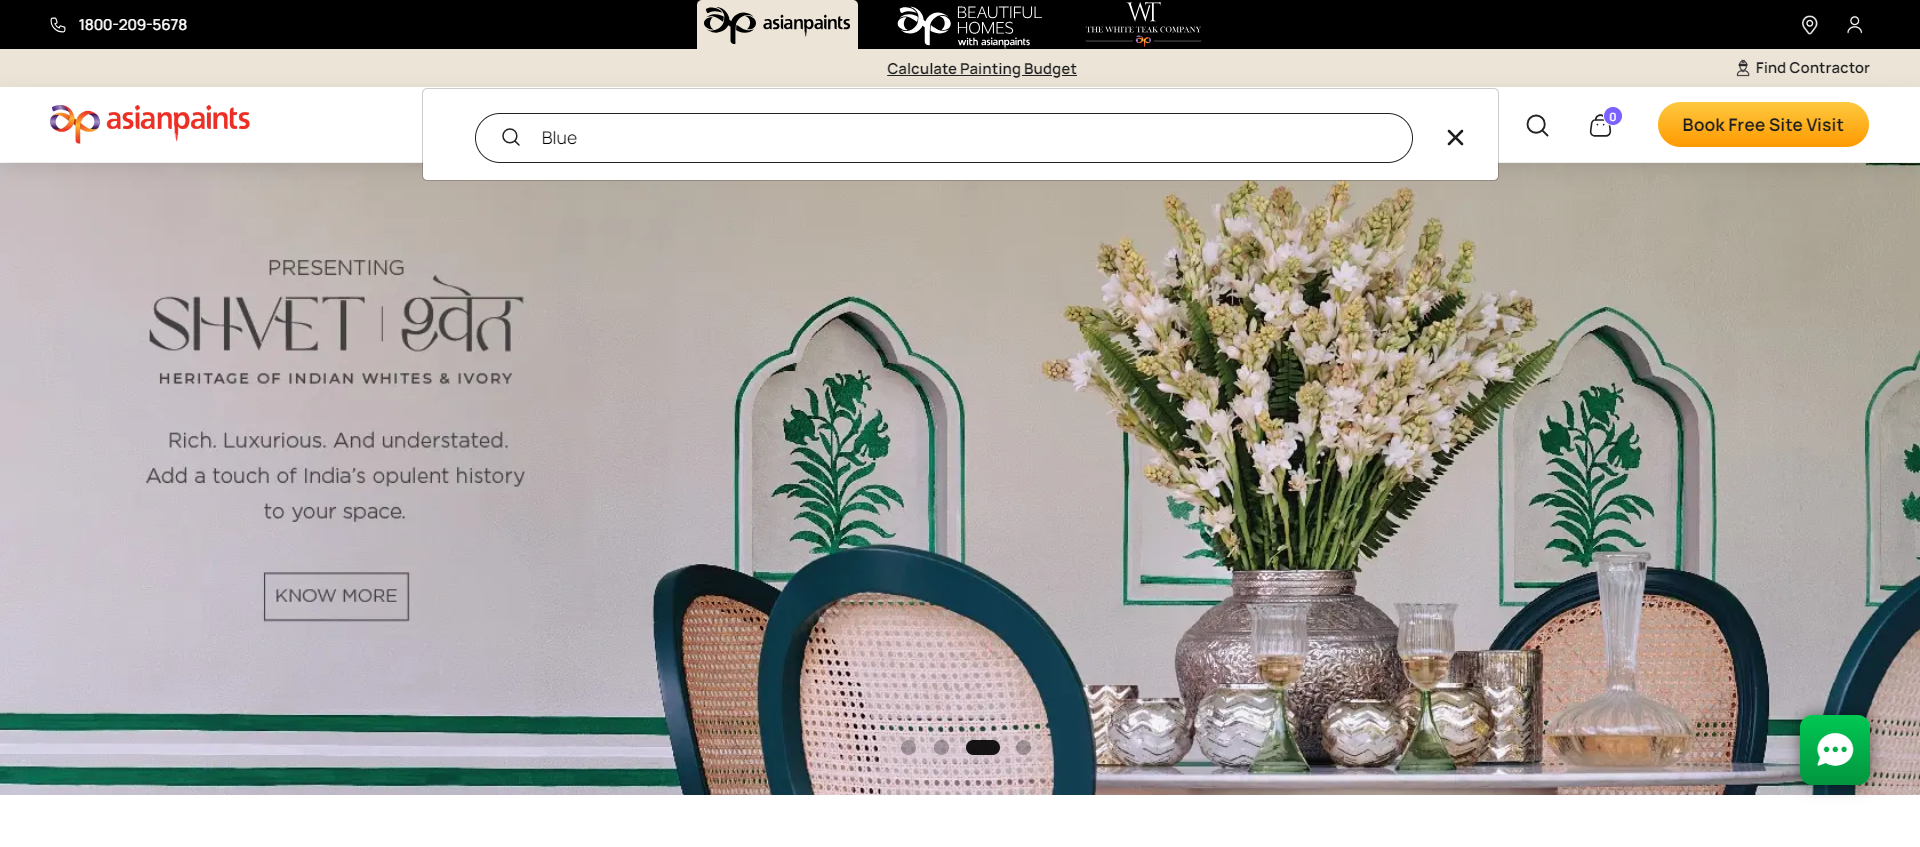 1800-209-5678
asianpaints
BEAUTIFUL
HOMES
with asianpaints
WT
THE WHITE TEAK COMPANY
Calculate Painting Budget
Find Contractor
asianpaints
Blue
0
Book Free Site Visit
PRESENTING
SHVET | श्वेत
HERITAGE OF INDIAN WHITES & IVORY
Rich. Luxurious. And understated.
Add a touch of India's opulent history
to your space.
KNOW MORE